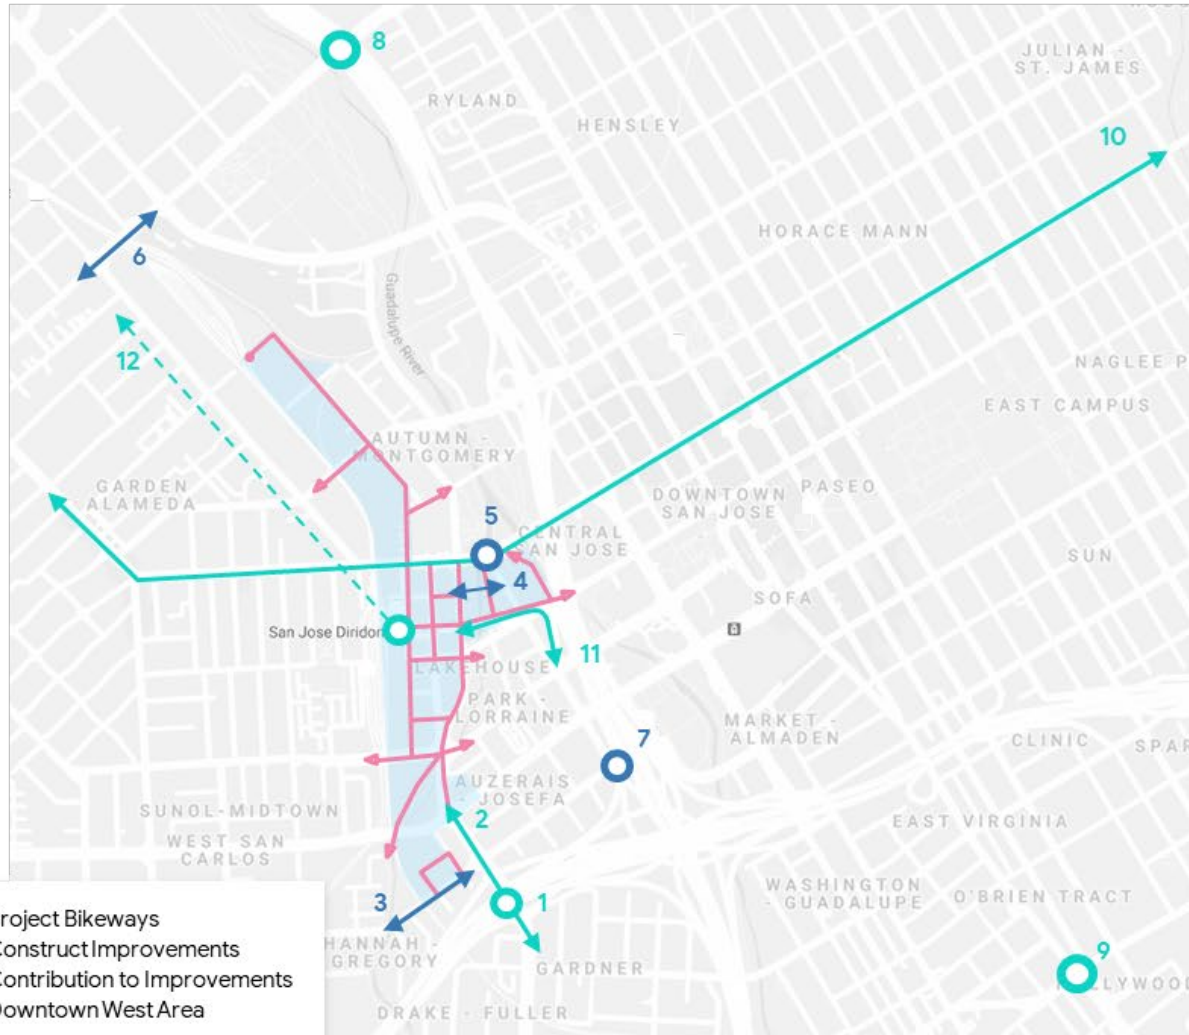 8
RYLAND
HENSLEY
JULIAN -
ST. JAMES
10
HORACE MANN
6
Guadalupe River
12
NAGLEE P
EAST CAMPUS
AUTUMN -
MONTGOMERY
GARDEN
ALAMEDA
DOWNTOWN
SAN JOSE
PASEO
5
CENTRAL
SAN JOSE
SUN
4
SOFA
San Jose Diridon
11
LAKEHOUSE
PARK -
LORRAINE
MARKET -
ALMADEN
CLINIC
SPAR
7
AUZERAIS
- JOSEFA
SUNOL-MIDTOWN
2
WEST SAN
CARLOS
EAST VIRGINIA
WASHINGTON
- GUADALUPE
O'BRIEN TRACT
3
1
HANNAH -
GREGORY
GARDNER
9
LLYWOOD
DRAKE - FULLER
roject Bikeways
Construct Improvements
Contribution to Improvements
Downtown West Area